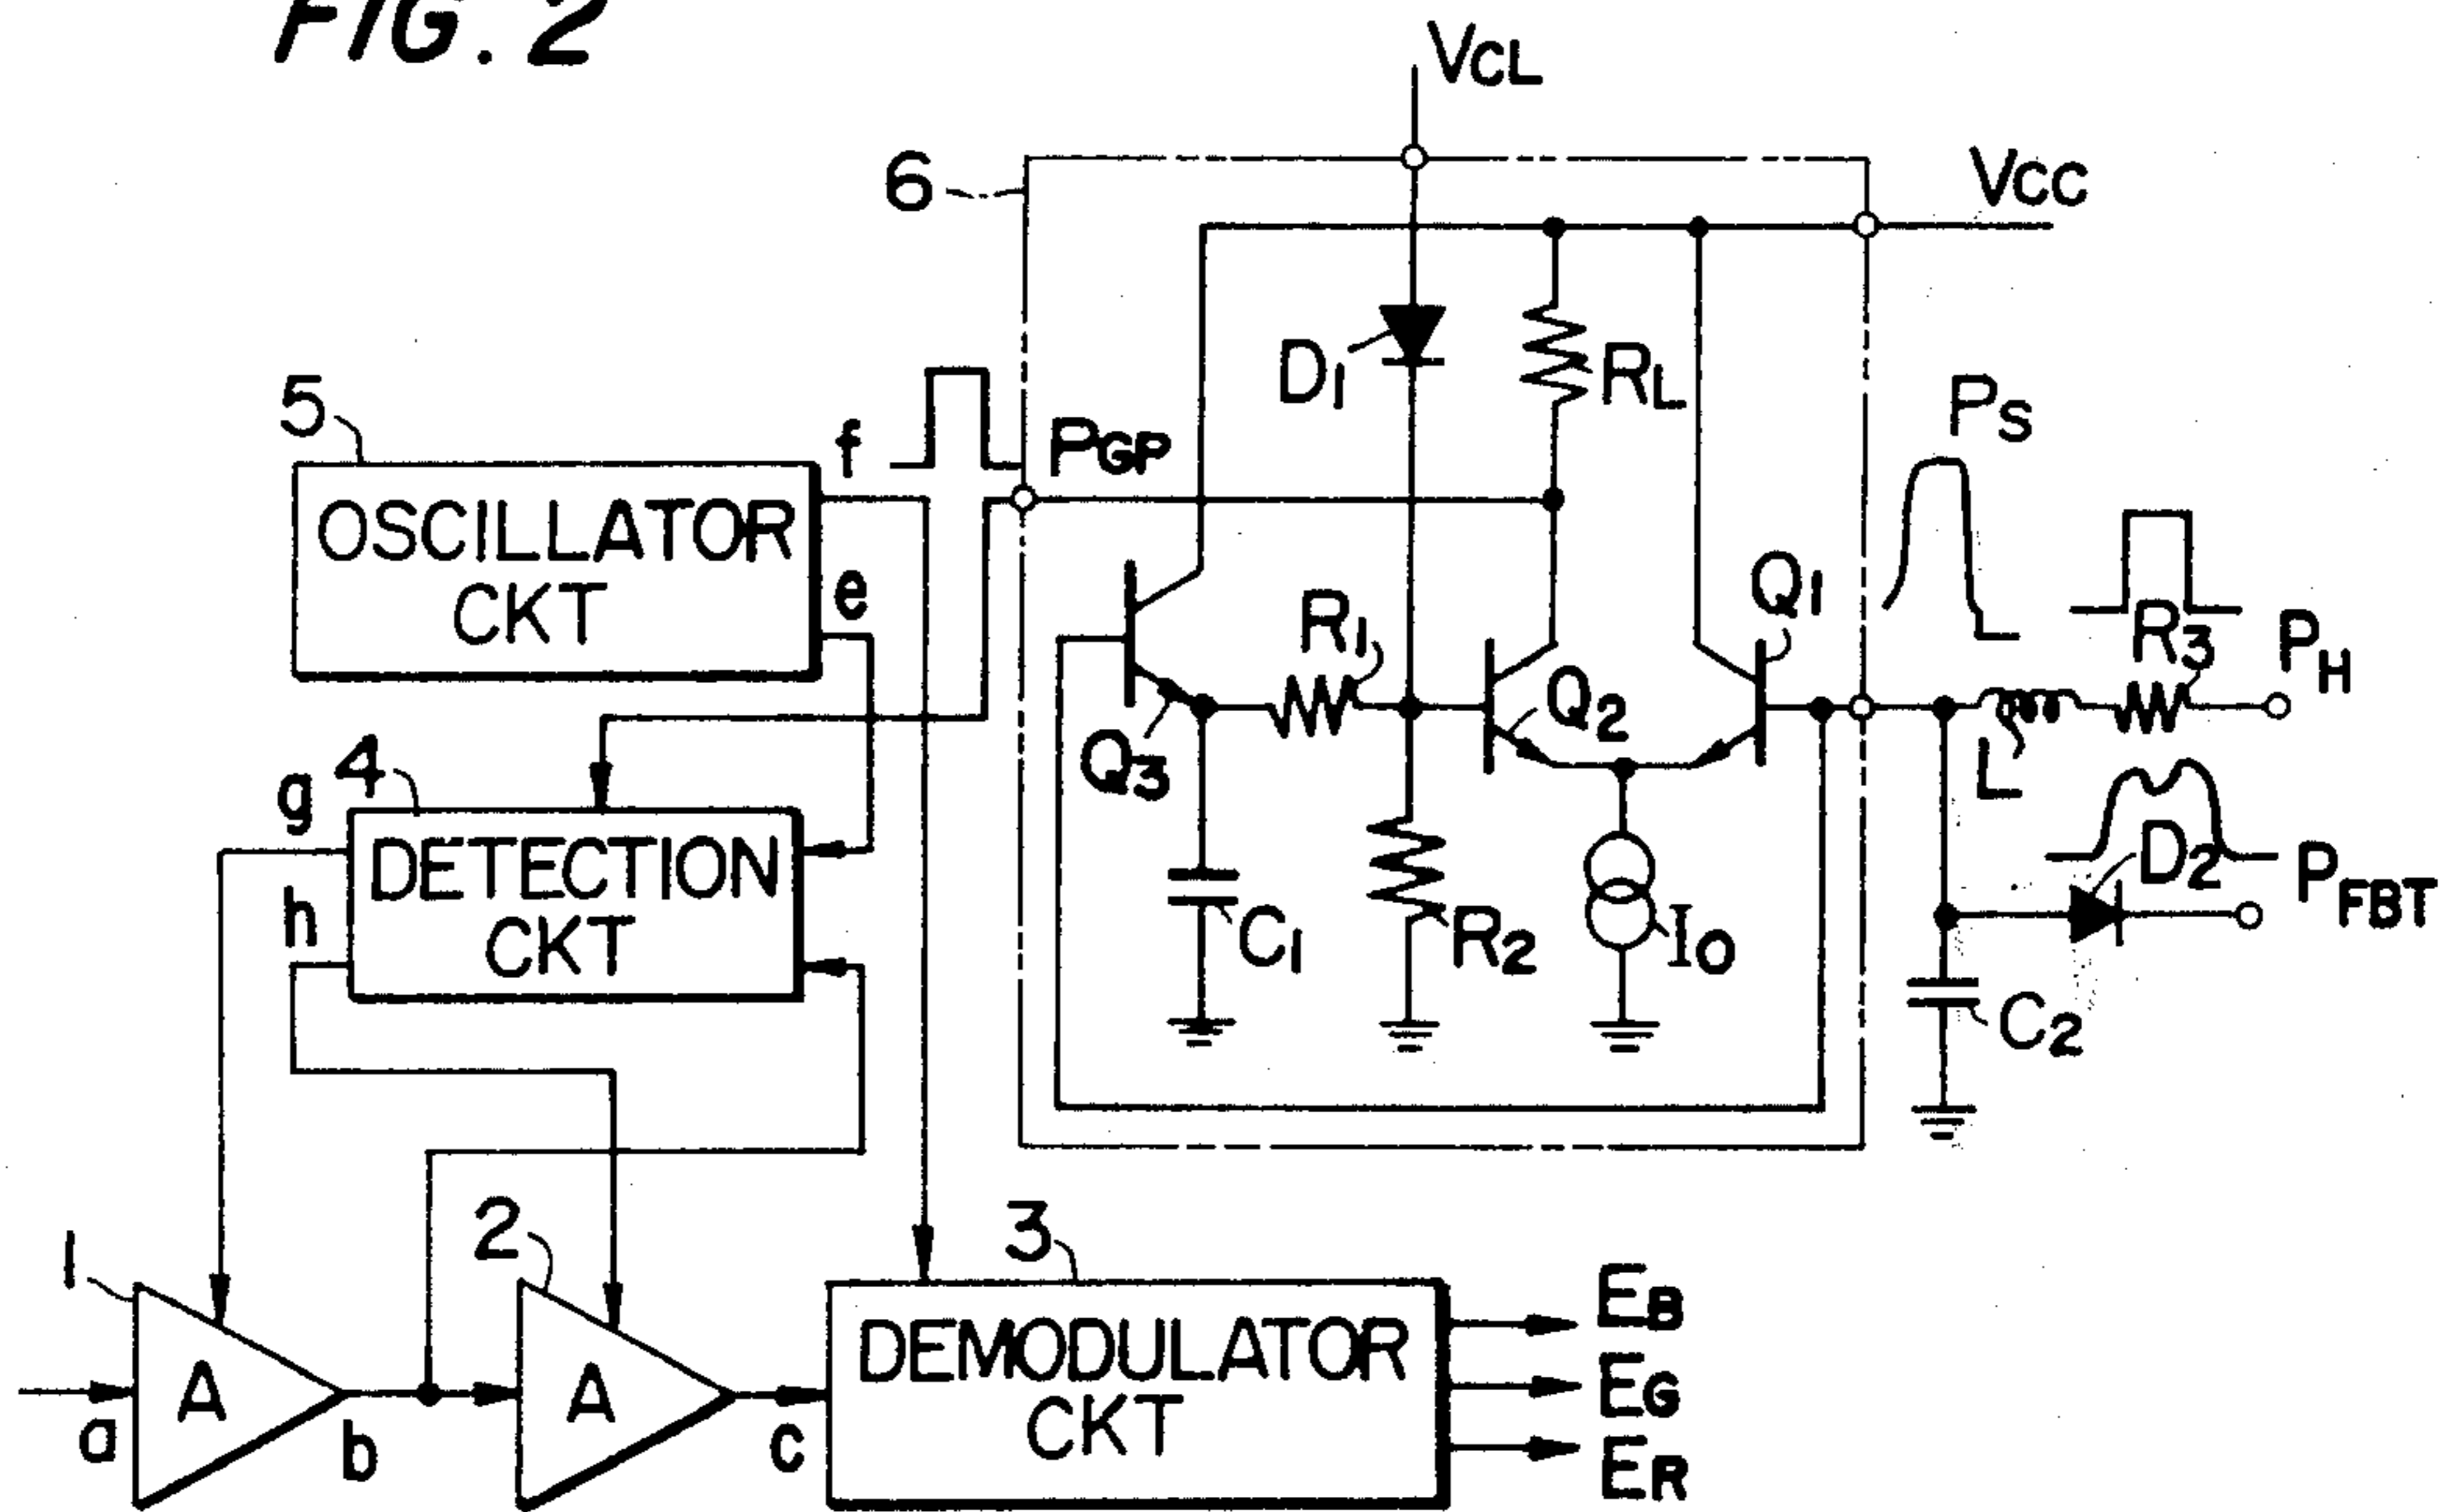 FIG. 2
VCL
VCC
6
D1
RL
PS
5
f
PGP
OSCILLATOR
CKT
e
R1
Q1
R3
PH
Q2
Q3
L
g
4
DETECTION
CKT
h
D2
PFBT
C1
R2
I0
C2
1
2
3
A
a
b
A
c
DEMODULATOR
CKT
EB
EG
ER